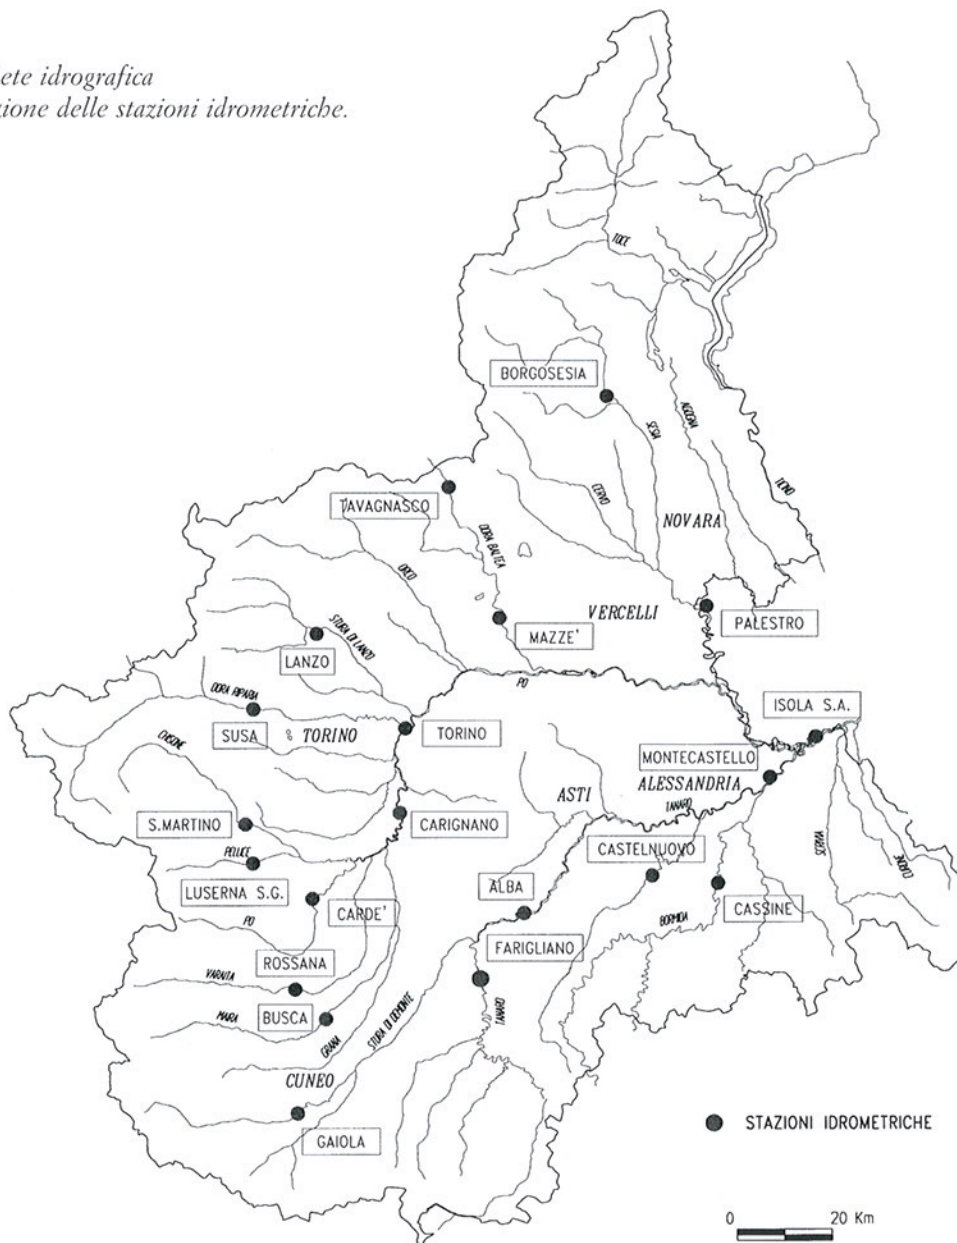 ete idrografica
zione delle stazioni idrometriche.
TOCE
BORGOSESIA
SESIA
AGOGNA
TICINO
CERVO
NOVARA
TAVAGNASCO
DORA BALTEA
ORCO
VERCELLI
PALESTRO
MAZZE'
STURA DI LANZO
LANZO
PO
DORA RIPARIA
SUSA
TORINO
TORINO
ISOLA S.A.
CHISONE
MONTECASTELLO
ALESSANDRIA
ASTI
TANARO
S.MARTINO
CARIGNANO
CASTELNUOVO
SCRIVIA
CURONE
PELLICE
LUSERNA S.G.
ALBA
CARDE'
CASSINE
BORMIDA
PO
FARIGLIANO
ROSSANA
VARAITA
BUSCA
MAIRA
GRANA
STURA DI DEMONTE
TANARO
CUNEO
GAIOLA
STAZIONI IDROMETRICHE
0 20 Km